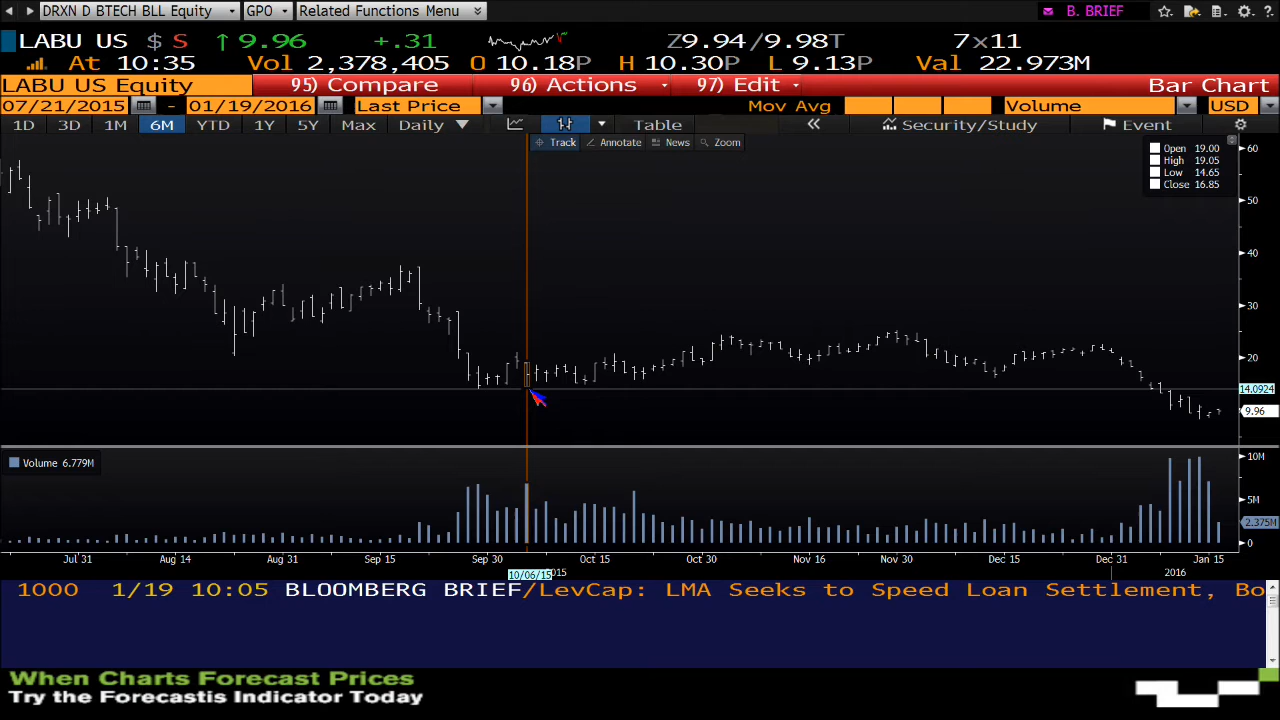 DRXN D BTECH BLL Equity GPO Related Functions Menu B. BRIEF
LABU US $ S ↑ 9.96 +.31 Z9.94/9.98T 7x11
At 10:35 Vol 2,378,405 O 10.18P H 10.30P L 9.13P Val 22.973M
LABU US Equity 95) Compare 96) Actions 97) Edit Bar Chart
07/21/2015 - 01/19/2016 Last Price Mov Avg Volume USD
1D 3D 1M 6M YTD 1Y 5Y Max Daily ▼ Table « Security/Study Event
Track Annotate News Zoom
Open 19.00
High 19.05
Low 14.65
Close 16.85
60
50
40
30
20
14.0924
9.96
Volume 6.779M
10M
5M
2.375M
0
Jul 31 Aug 14 Aug 31 Sep 15 Sep 30 Oct 15 Oct 30 Nov 16 Nov 30 Dec 15 Dec 31 Jan 15
10/06/15 015 2016
1000 1/19 10:05 BLOOMBERG BRIEF/LevCap: LMA Seeks to Speed Loan Settlement, Bo
When Charts Forecast Prices
Try the Forecastis Indicator Today